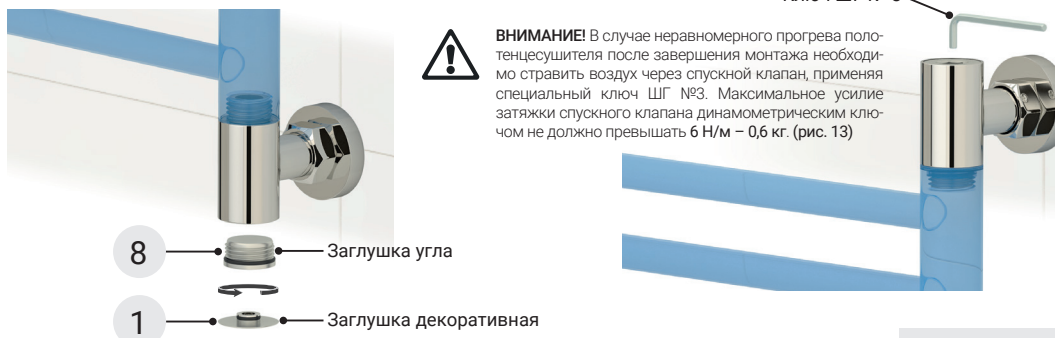 ВНИМАНИЕ! В случае неравномерного прогрева поло-
тенцесушителя после завершения монтажа необходи-
мо стравить воздух через спускной клапан, применяя
специальный ключ ШГ №3. Максимальное усилие
затяжки спускного клапана динамометрическим клю-
чом не должно превышать 6 Н/м – 0,6 кг. (рис. 13)
8 Заглушка угла
1 Заглушка декоративная